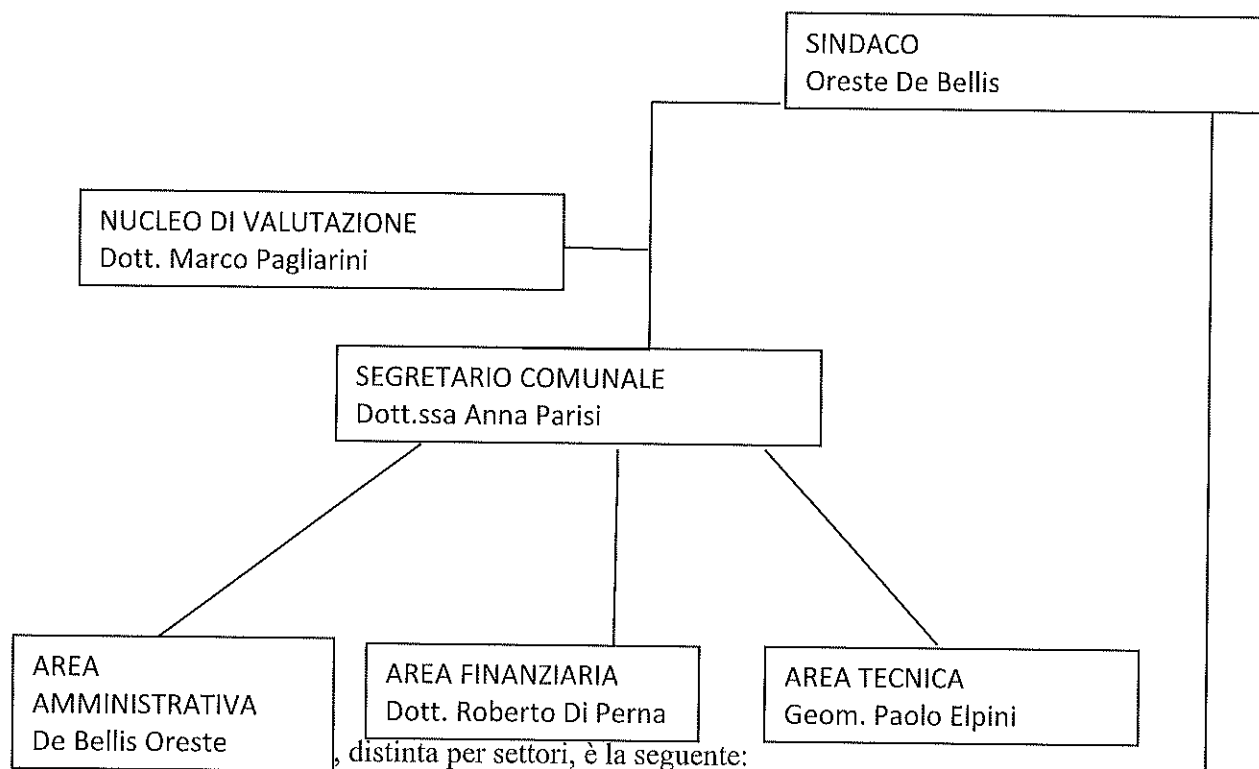 SINDACO
Oreste De Bellis
NUCLEO DI VALUTAZIONE
Dott. Marco Pagliarini
SEGRETARIO COMUNALE
Dott.ssa Anna Parisi
AREA
AMMINISTRATIVA
De Bellis Oreste
AREA FINANZIARIA
Dott. Roberto Di Perna
AREA TECNICA
Geom. Paolo Elpini
, distinta per settori, è la seguente: